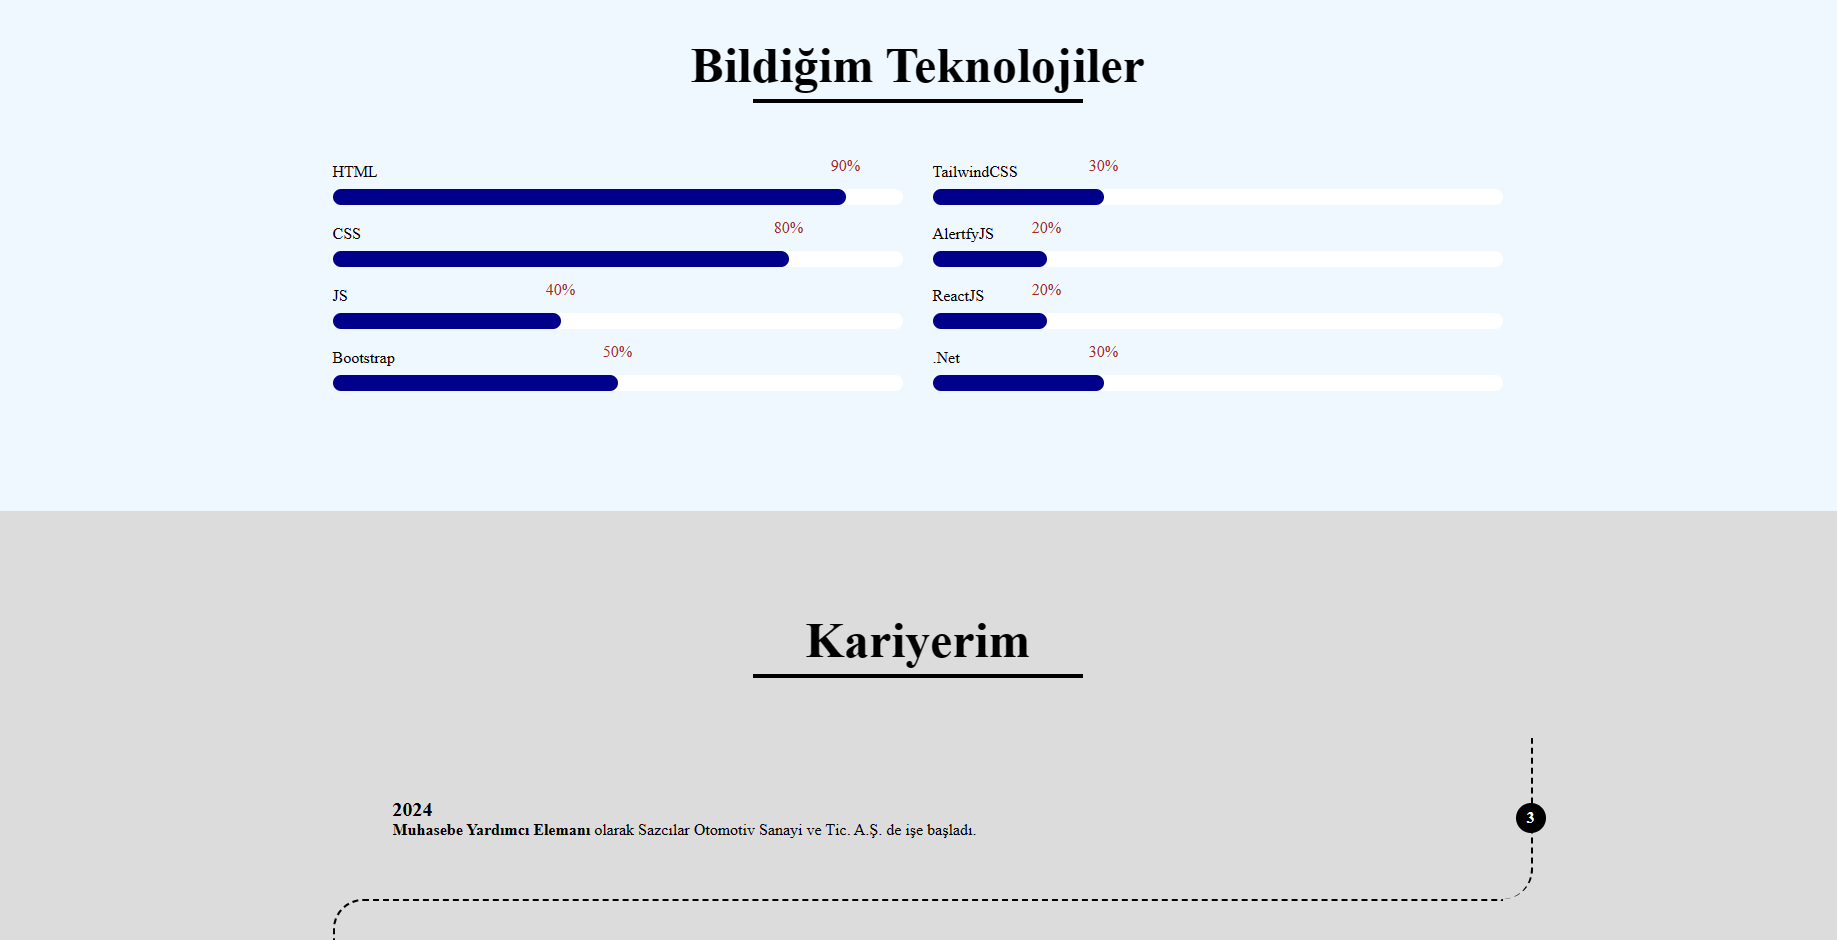 Bildiğim Teknolojiler
HTML 90%
CSS 80%
JS 40%
Bootstrap 50%
TailwindCSS 30%
AlertfyJS 20%
ReactJS 20%
.Net 30%
Kariyerim
2024
Muhasebe Yardımcı Elemanı olarak Sazcılar Otomotiv Sanayi ve Tic. A.Ş. de işe başladı.
3